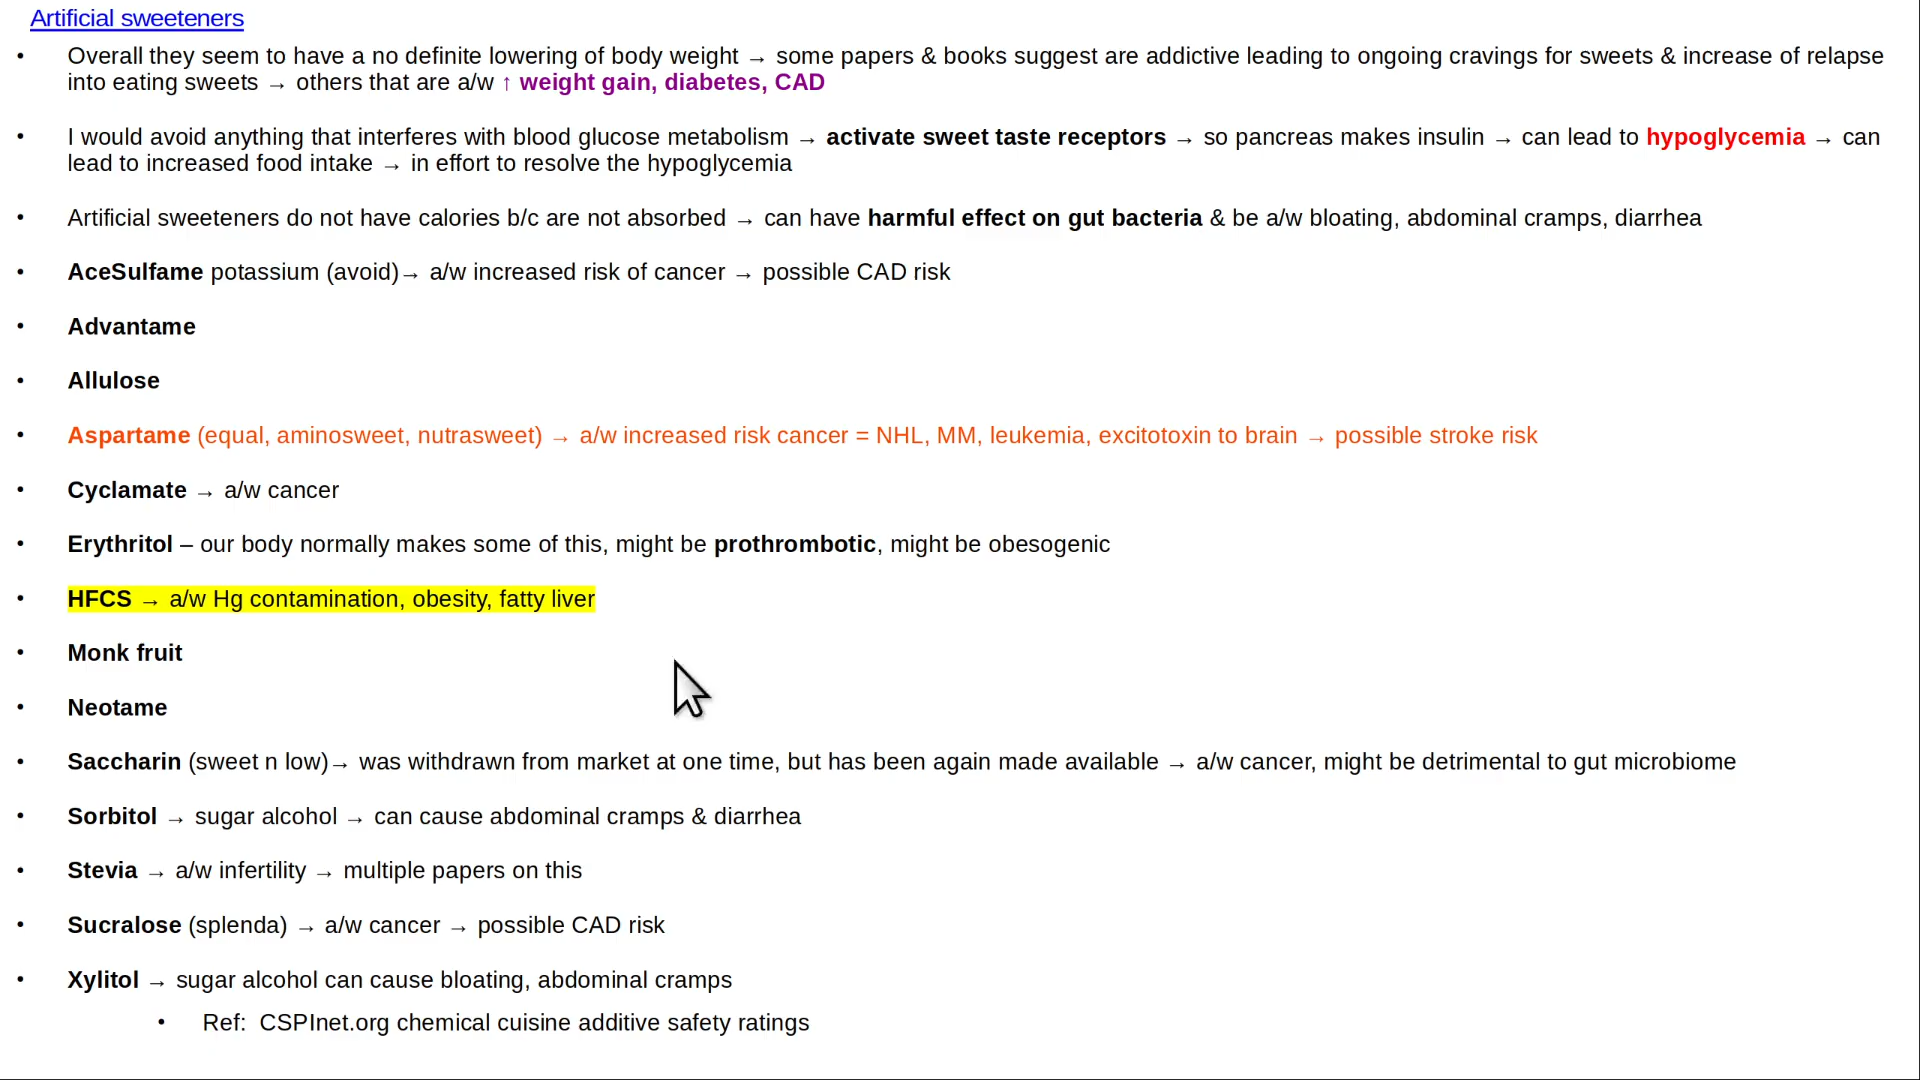 Artificial sweeteners
• Overall they seem to have a no definite lowering of body weight → some papers & books suggest are addictive leading to ongoing cravings for sweets & increase of relapse
into eating sweets → others that are a/w ↑ weight gain, diabetes, CAD
• I would avoid anything that interferes with blood glucose metabolism → activate sweet taste receptors → so pancreas makes insulin → can lead to hypoglycemia → can
lead to increased food intake → in effort to resolve the hypoglycemia
• Artificial sweeteners do not have calories b/c are not absorbed → can have harmful effect on gut bacteria & be a/w bloating, abdominal cramps, diarrhea
• AceSulfame potassium (avoid)→ a/w increased risk of cancer → possible CAD risk
• Advantame
• Allulose
• Aspartame (equal, aminosweet, nutrasweet) → a/w increased risk cancer = NHL, MM, leukemia, excitotoxin to brain → possible stroke risk
• Cyclamate → a/w cancer
• Erythritol – our body normally makes some of this, might be prothrombotic, might be obesogenic
• HFCS → a/w Hg contamination, obesity, fatty liver
• Monk fruit
• Neotame
• Saccharin (sweet n low)→ was withdrawn from market at one time, but has been again made available → a/w cancer, might be detrimental to gut microbiome
• Sorbitol → sugar alcohol → can cause abdominal cramps & diarrhea
• Stevia → a/w infertility → multiple papers on this
• Sucralose (splenda) → a/w cancer → possible CAD risk
• Xylitol → sugar alcohol can cause bloating, abdominal cramps
• Ref: CSPInet.org chemical cuisine additive safety ratings